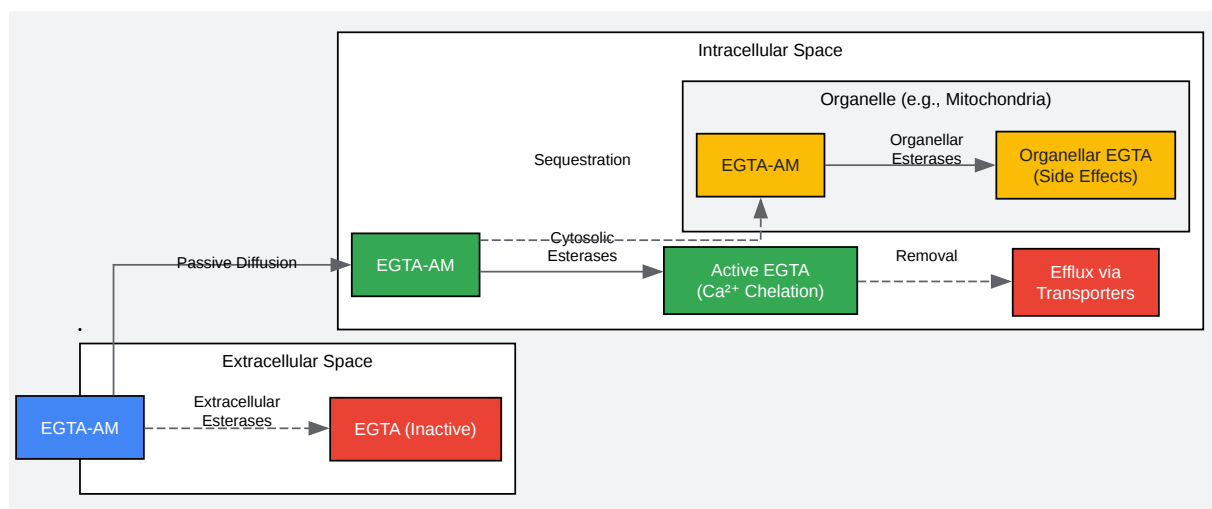 Intracellular Space
Organelle (e.g., Mitochondria)
Organellar
Esterases
EGTA-AM
Organellar EGTA
(Side Effects)
Sequestration
Cytosolic
Esterases
Passive Diffusion
EGTA-AM
Active EGTA
(Ca²⁺ Chelation)
Removal
Efflux via
Transporters
.
Extracellular Space
Extracellular
Esterases
EGTA-AM
EGTA (Inactive)